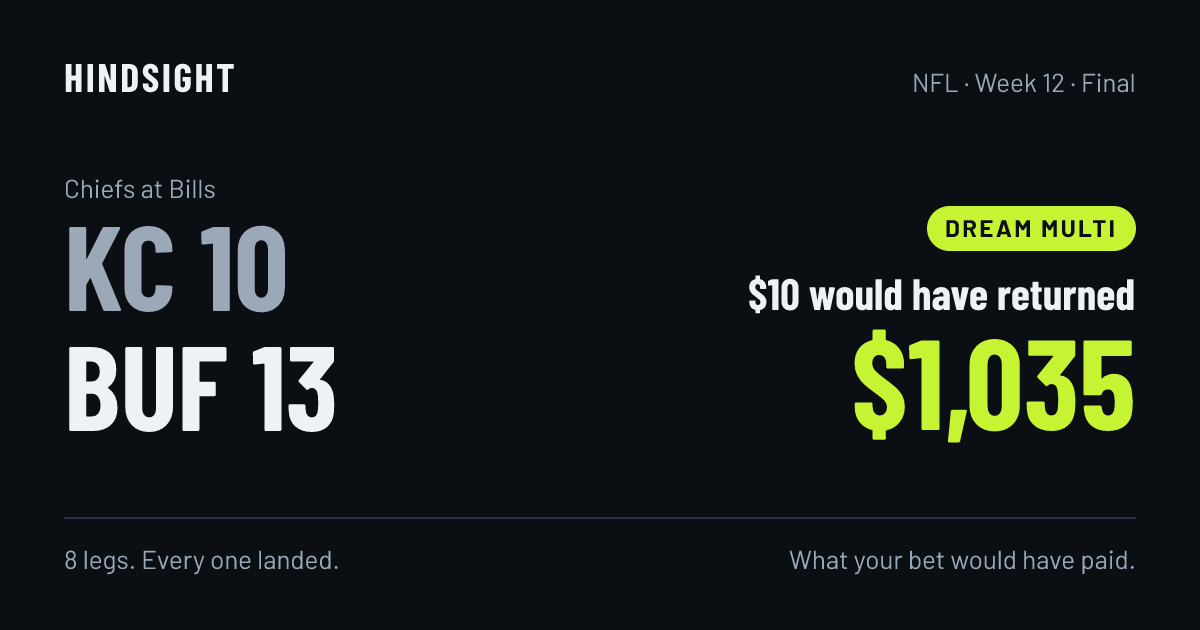 HINDSIGHT
NFL · Week 12 · Final
Chiefs at Bills
KC 10
BUF 13
DREAM MULTI
$10 would have returned
$1,035
8 legs. Every one landed.
What your bet would have paid.